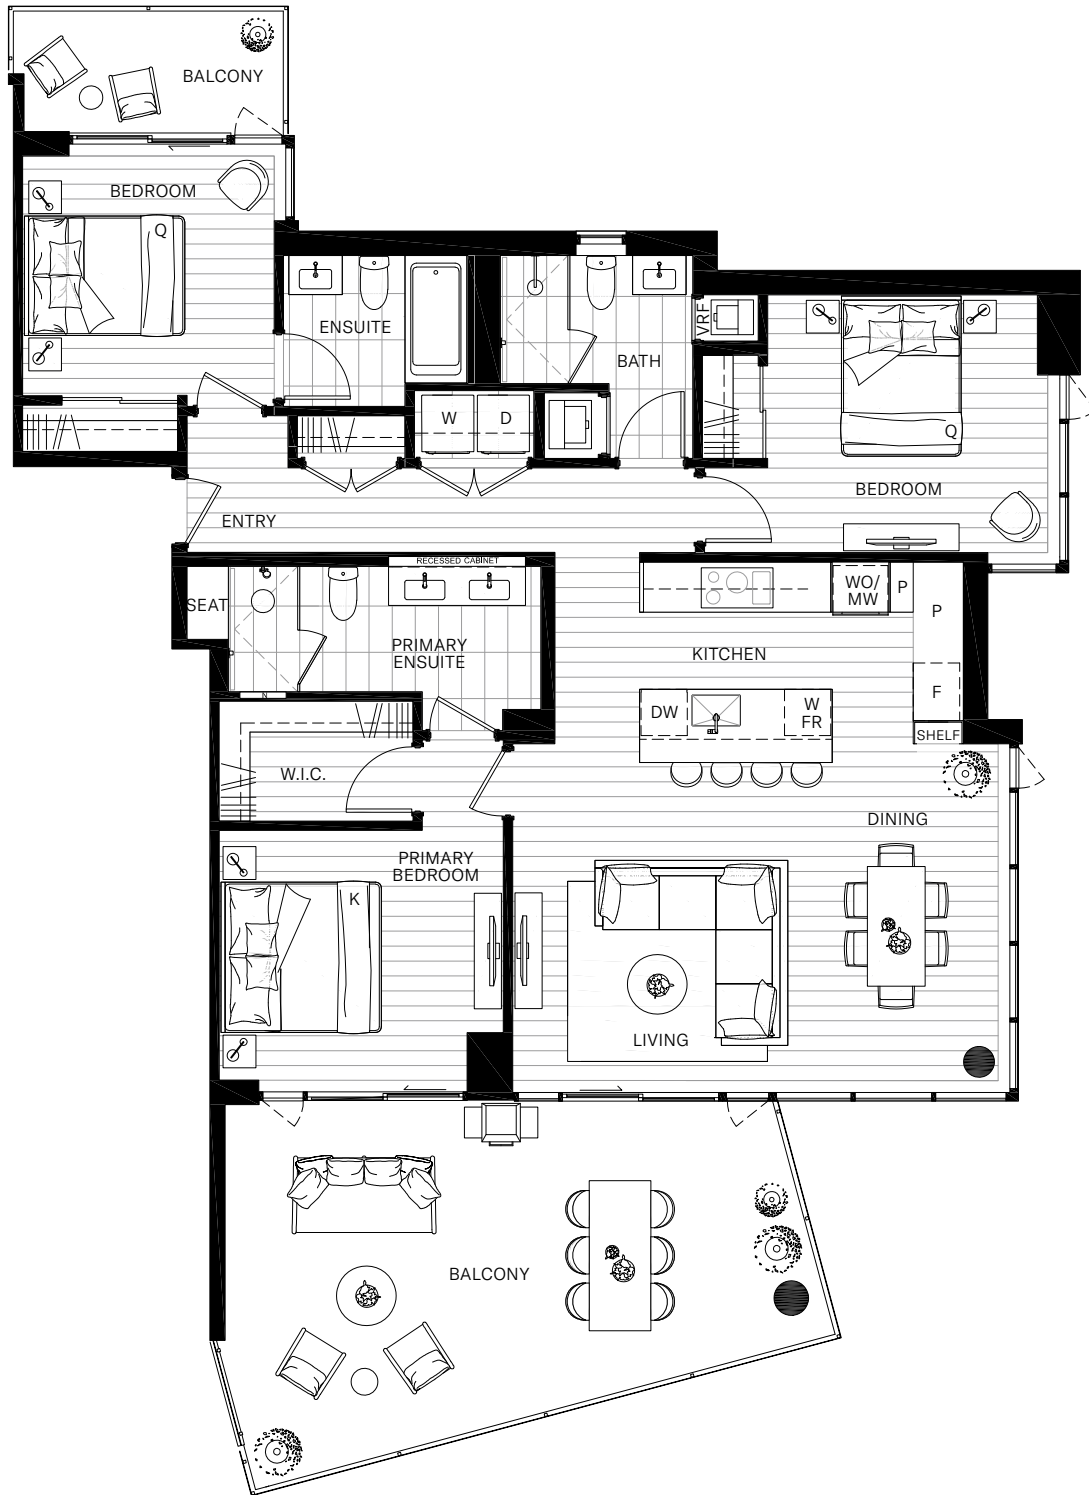 BALCONY
BEDROOM
Q
ENSUITE
VRF
BATH
W
D
Q
BEDROOM
ENTRY
RECESSED CABINET
SEAT
WO/
MW
P
P
PRIMARY
ENSUITE
KITCHEN
F
N
DW
W
FR
SHELF
W.I.C.
DINING
PRIMARY
BEDROOM
K
LIVING
BALCONY